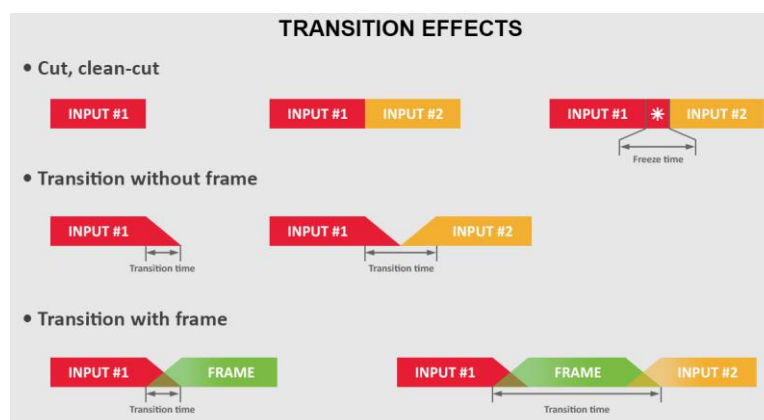 TRANSITION EFFECTS
• Cut, clean-cut
INPUT #1
INPUT #1 INPUT #2
INPUT #1 * INPUT #2
Freeze time
• Transition without frame
INPUT #1
Transition time
INPUT #1 INPUT #2
Transition time
• Transition with frame
INPUT #1 FRAME
Transition time
INPUT #1 FRAME INPUT #2
Transition time